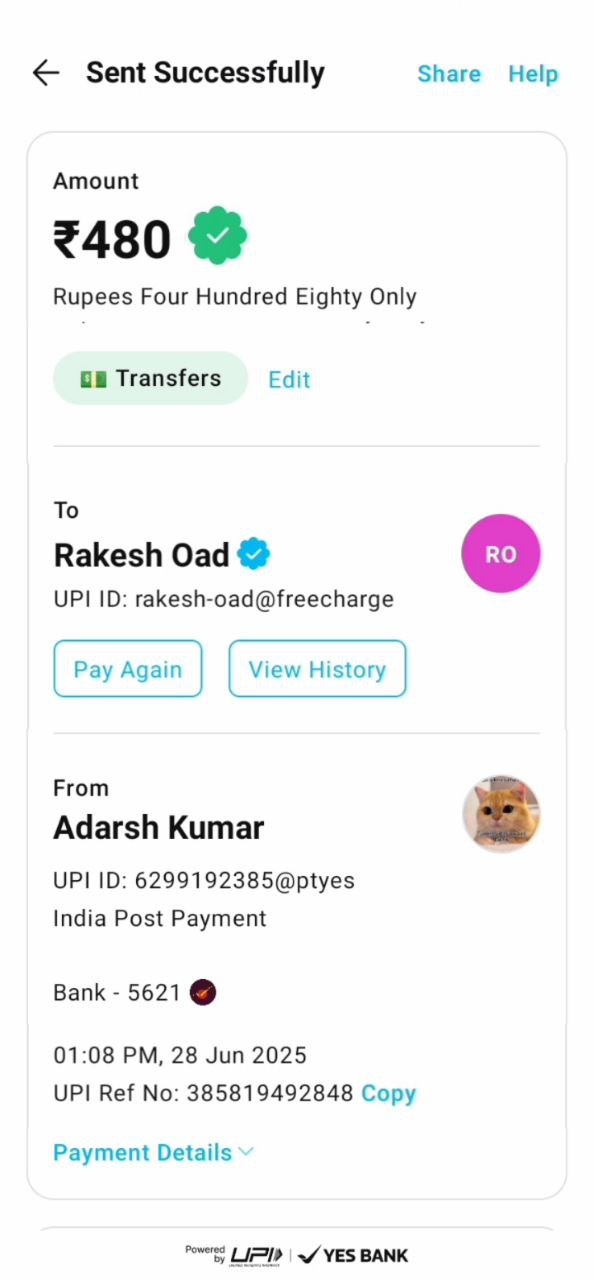 Sent Successfully
Share Help
Amount
₹480
Rupees Four Hundred Eighty Only
Transfers Edit
To
Rakesh Oad
RO
UPI ID: rakesh-oad@freecharge
Pay Again View History
From
Adarsh Kumar
UPI ID: 6299192385@ptyes
India Post Payment
Bank - 5621
01:08 PM, 28 Jun 2025
UPI Ref No: 385819492848 Copy
Payment Details
Powered by UPI | YES BANK